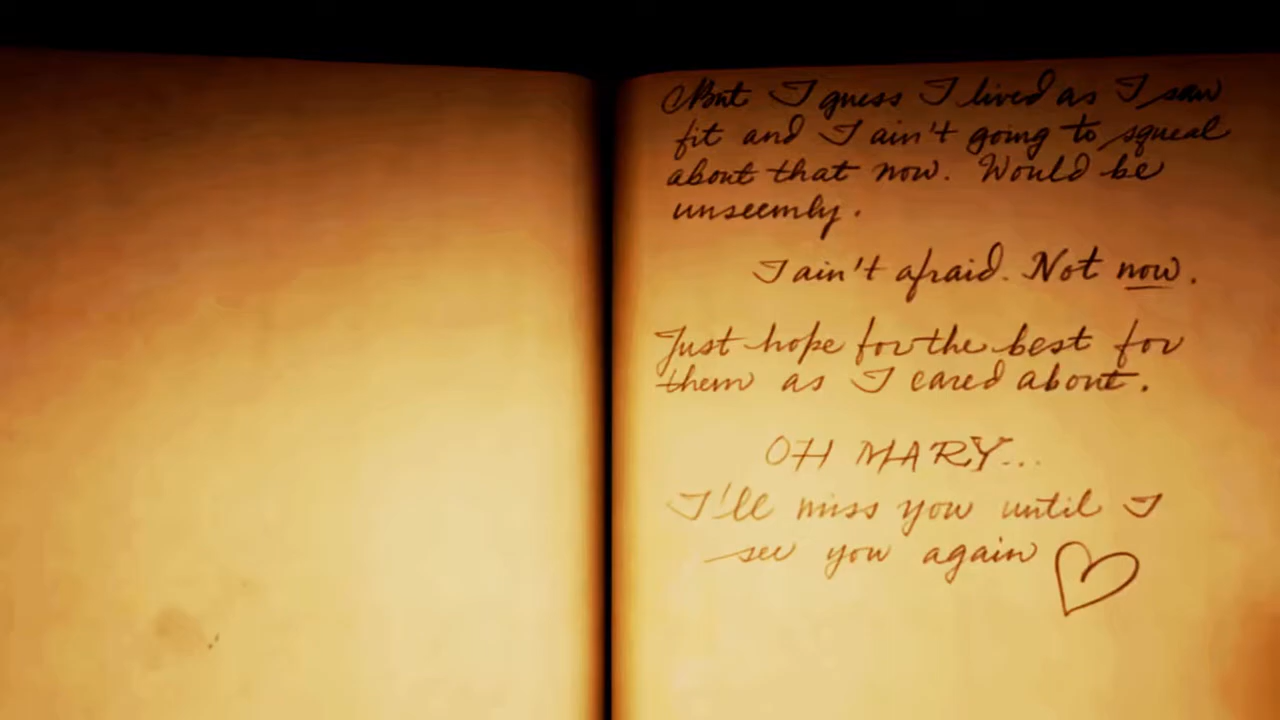 But I guess I lived as I saw
fit and I ain't going to squeal
about that now. Would be
unseemly.
I ain't afraid. Not now.
Just hope for the best for
them as I cared about.
OH MARY...
I'll miss you until I
see you again